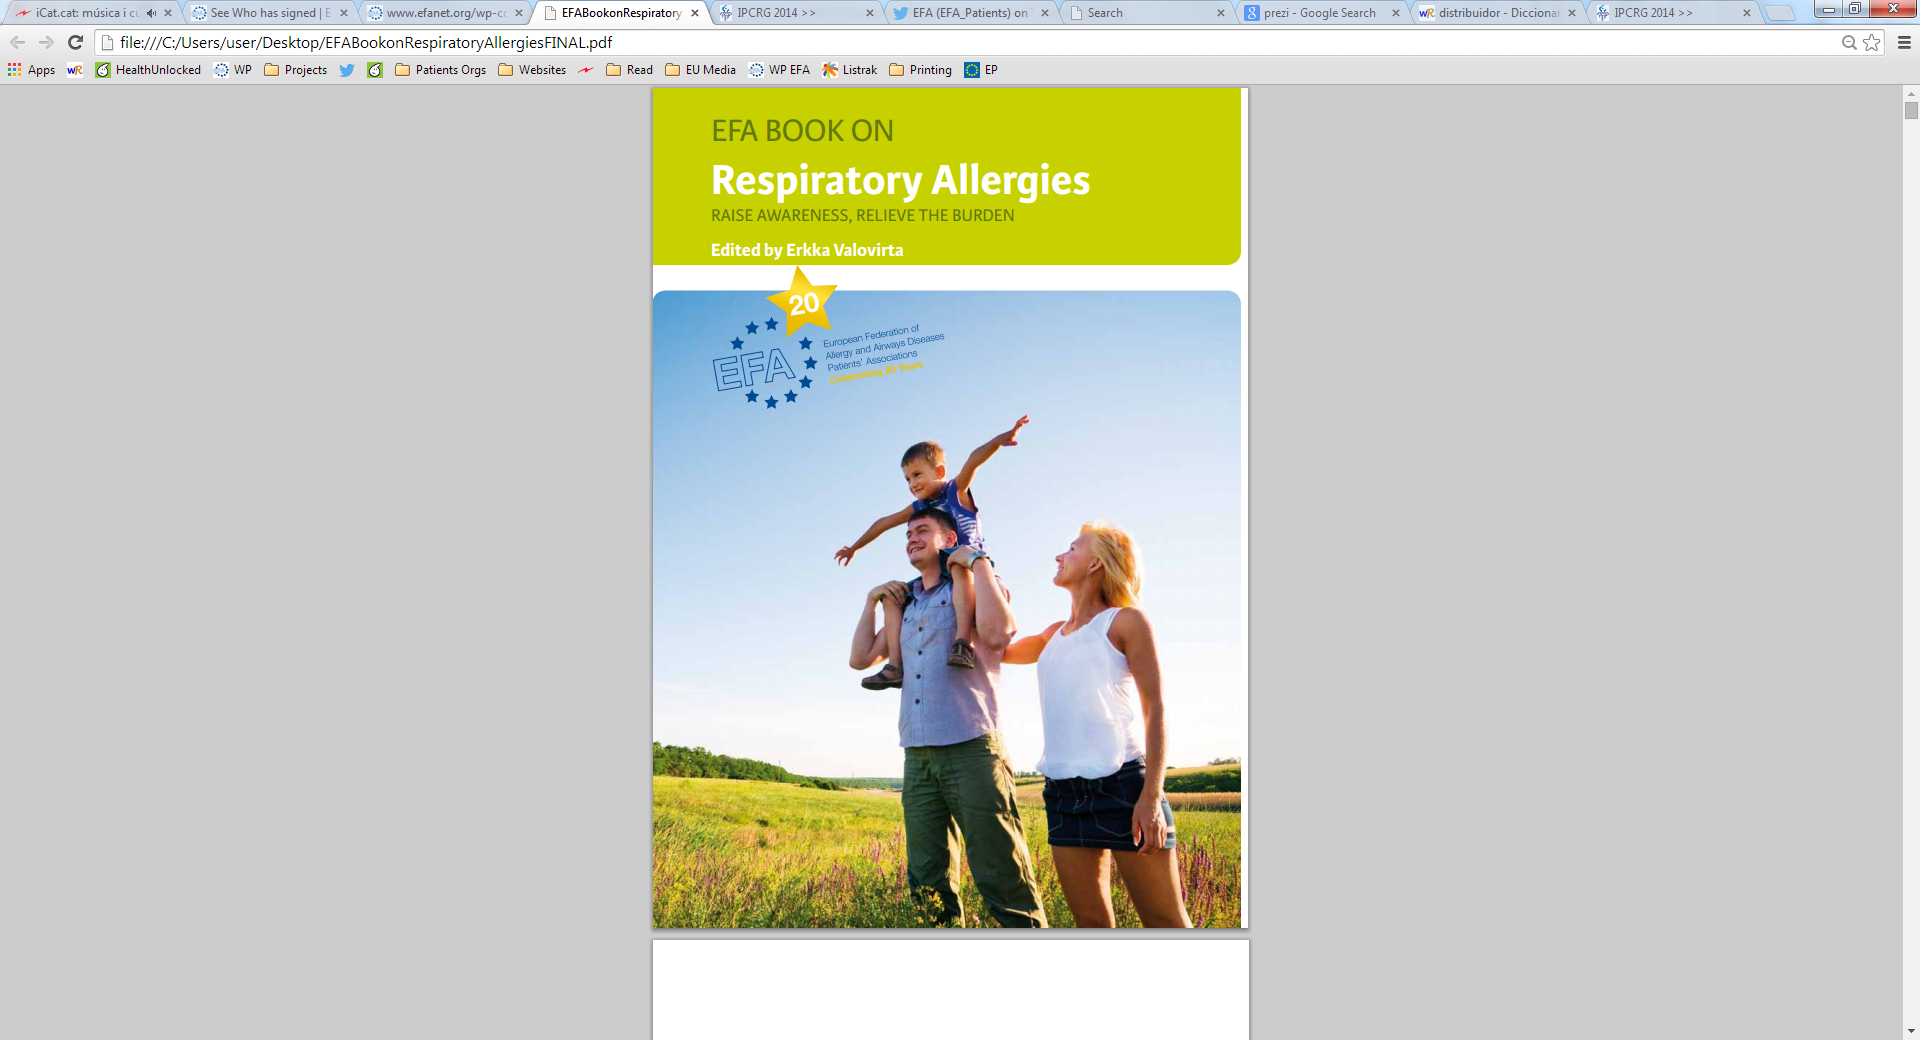 iCat.cat: música i cu
See Who has signed | E
www.efanet.org/wp-co
EFABookonRespiratory
IPCRG 2014 >>
EFA (EFA_Patients) on
Search
prezi - Google Search
distribuidor - Dicciona
IPCRG 2014 >>
file:///C:/Users/user/Desktop/EFABookonRespiratoryAllergiesFINAL.pdf
Apps
WR
HealthUnlocked
WP
Projects
Patients Orgs
Websites
Read
EU Media
WP EFA
Listrak
Printing
EP
EFA BOOK ON
Respiratory Allergies
RAISE AWARENESS, RELIEVE THE BURDEN
Edited by Erkka Valovirta
20
EFA
European Federation of
Allergy and Airways Diseases
Patients' Associations
Celebrating 20 Years